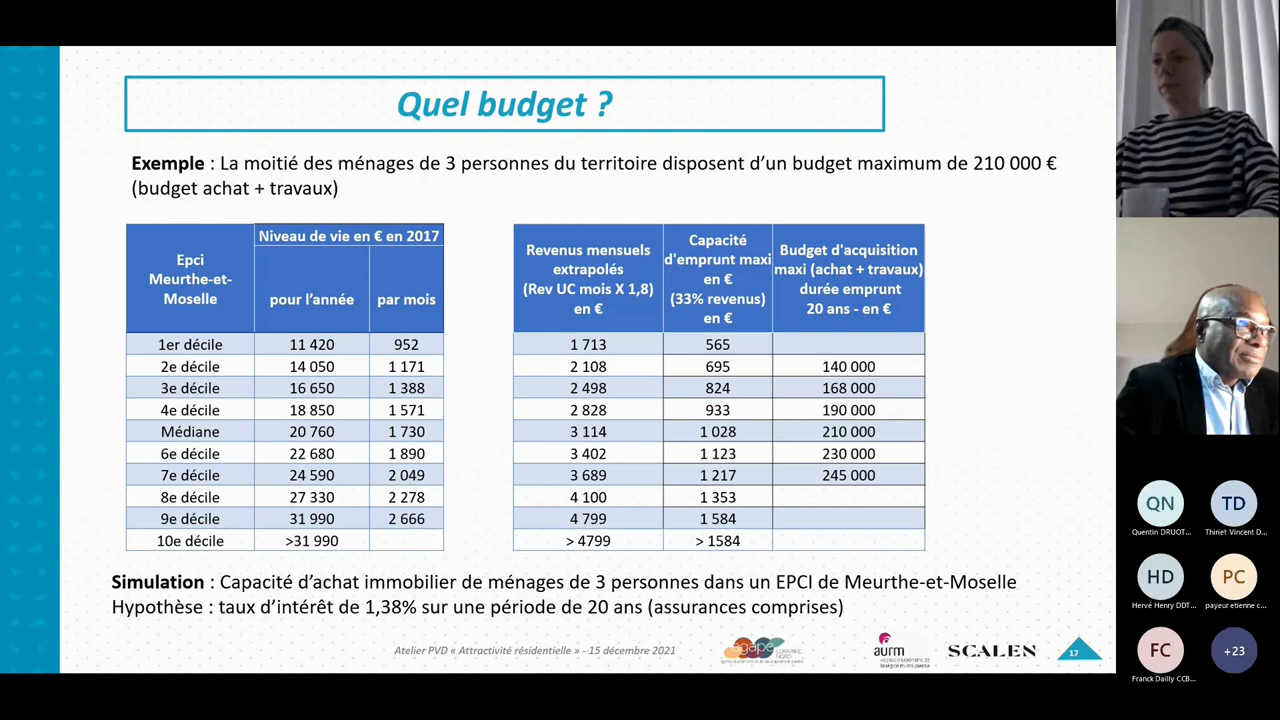 Quel budget ?
Exemple : La moitié des ménages de 3 personnes du territoire disposent d'un budget maximum de 210 000 €
(budget achat + travaux)
Epci
Meurthe-et-
Moselle
Niveau de vie en € en 2017
pour l'année
par mois
1er décile 11 420 952
2e décile 14 050 1 171
3e décile 16 650 1 388
4e décile 18 850 1 571
Médiane 20 760 1 730
6e décile 22 680 1 890
7e décile 24 590 2 049
8e décile 27 330 2 278
9e décile 31 990 2 666
10e décile >31 990
Revenus mensuels
extrapolés
(Rev UC mois X 1,8)
en €
Capacité
d'emprunt maxi
en €
(33% revenus)
en €
Budget d'acquisition
maxi (achat + travaux)
durée emprunt
20 ans - en €
1 713 565
2 108 695 140 000
2 498 824 168 000
2 828 933 190 000
3 114 1 028 210 000
3 402 1 123 230 000
3 689 1 217 245 000
4 100 1 353
4 799 1 584
> 4799 > 1584
Simulation : Capacité d'achat immobilier de ménages de 3 personnes dans un EPCI de Meurthe-et-Moselle
Hypothèse : taux d'intérêt de 1,38% sur une période de 20 ans (assurances comprises)
Atelier PVD « Attractivité résidentielle » - 15 décembre 2021
agape
LORRAINE
NORD
aurm
SCALEN
17
QN
Quentin DRUOT...
TD
Thiriet Vincent D...
HD
Hervé Henry DDT...
PC
payeur etienne c...
FC
Franck Dailly CCB...
+23